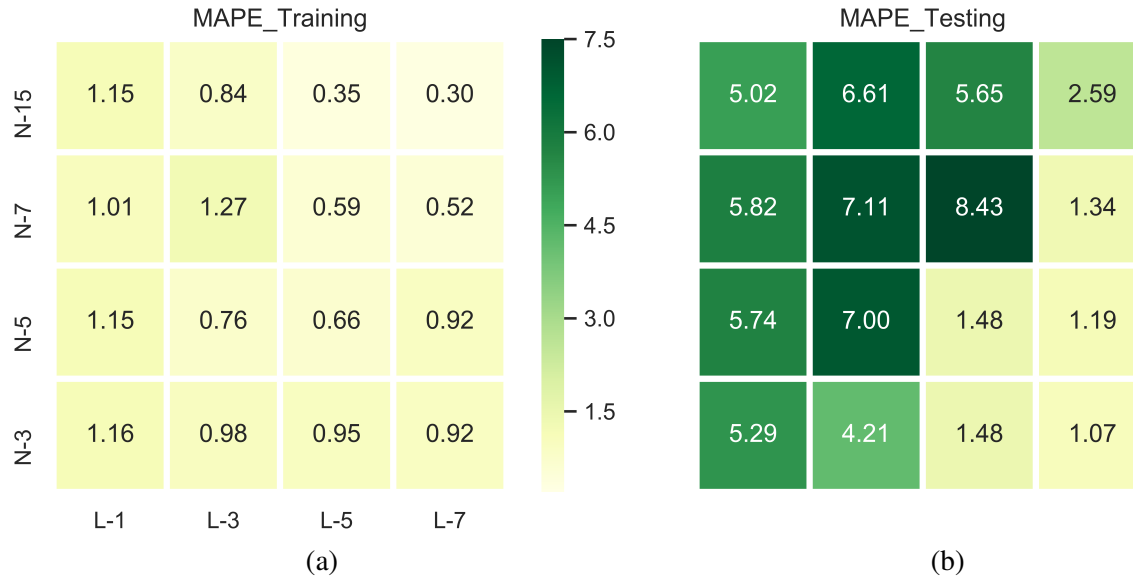 MAPE_Training
MAPE_Testing
N-15
1.15 0.84 0.35 0.30
7.5
5.02 6.61 5.65 2.59
6.0
N-7
1.01 1.27 0.59 0.52
4.5
5.82 7.11 8.43 1.34
N-5
1.15 0.76 0.66 0.92
3.0
5.74 7.00 1.48 1.19
N-3
1.16 0.98 0.95 0.92
1.5
5.29 4.21 1.48 1.07
L-1 L-3 L-5 L-7
(a)
(b)